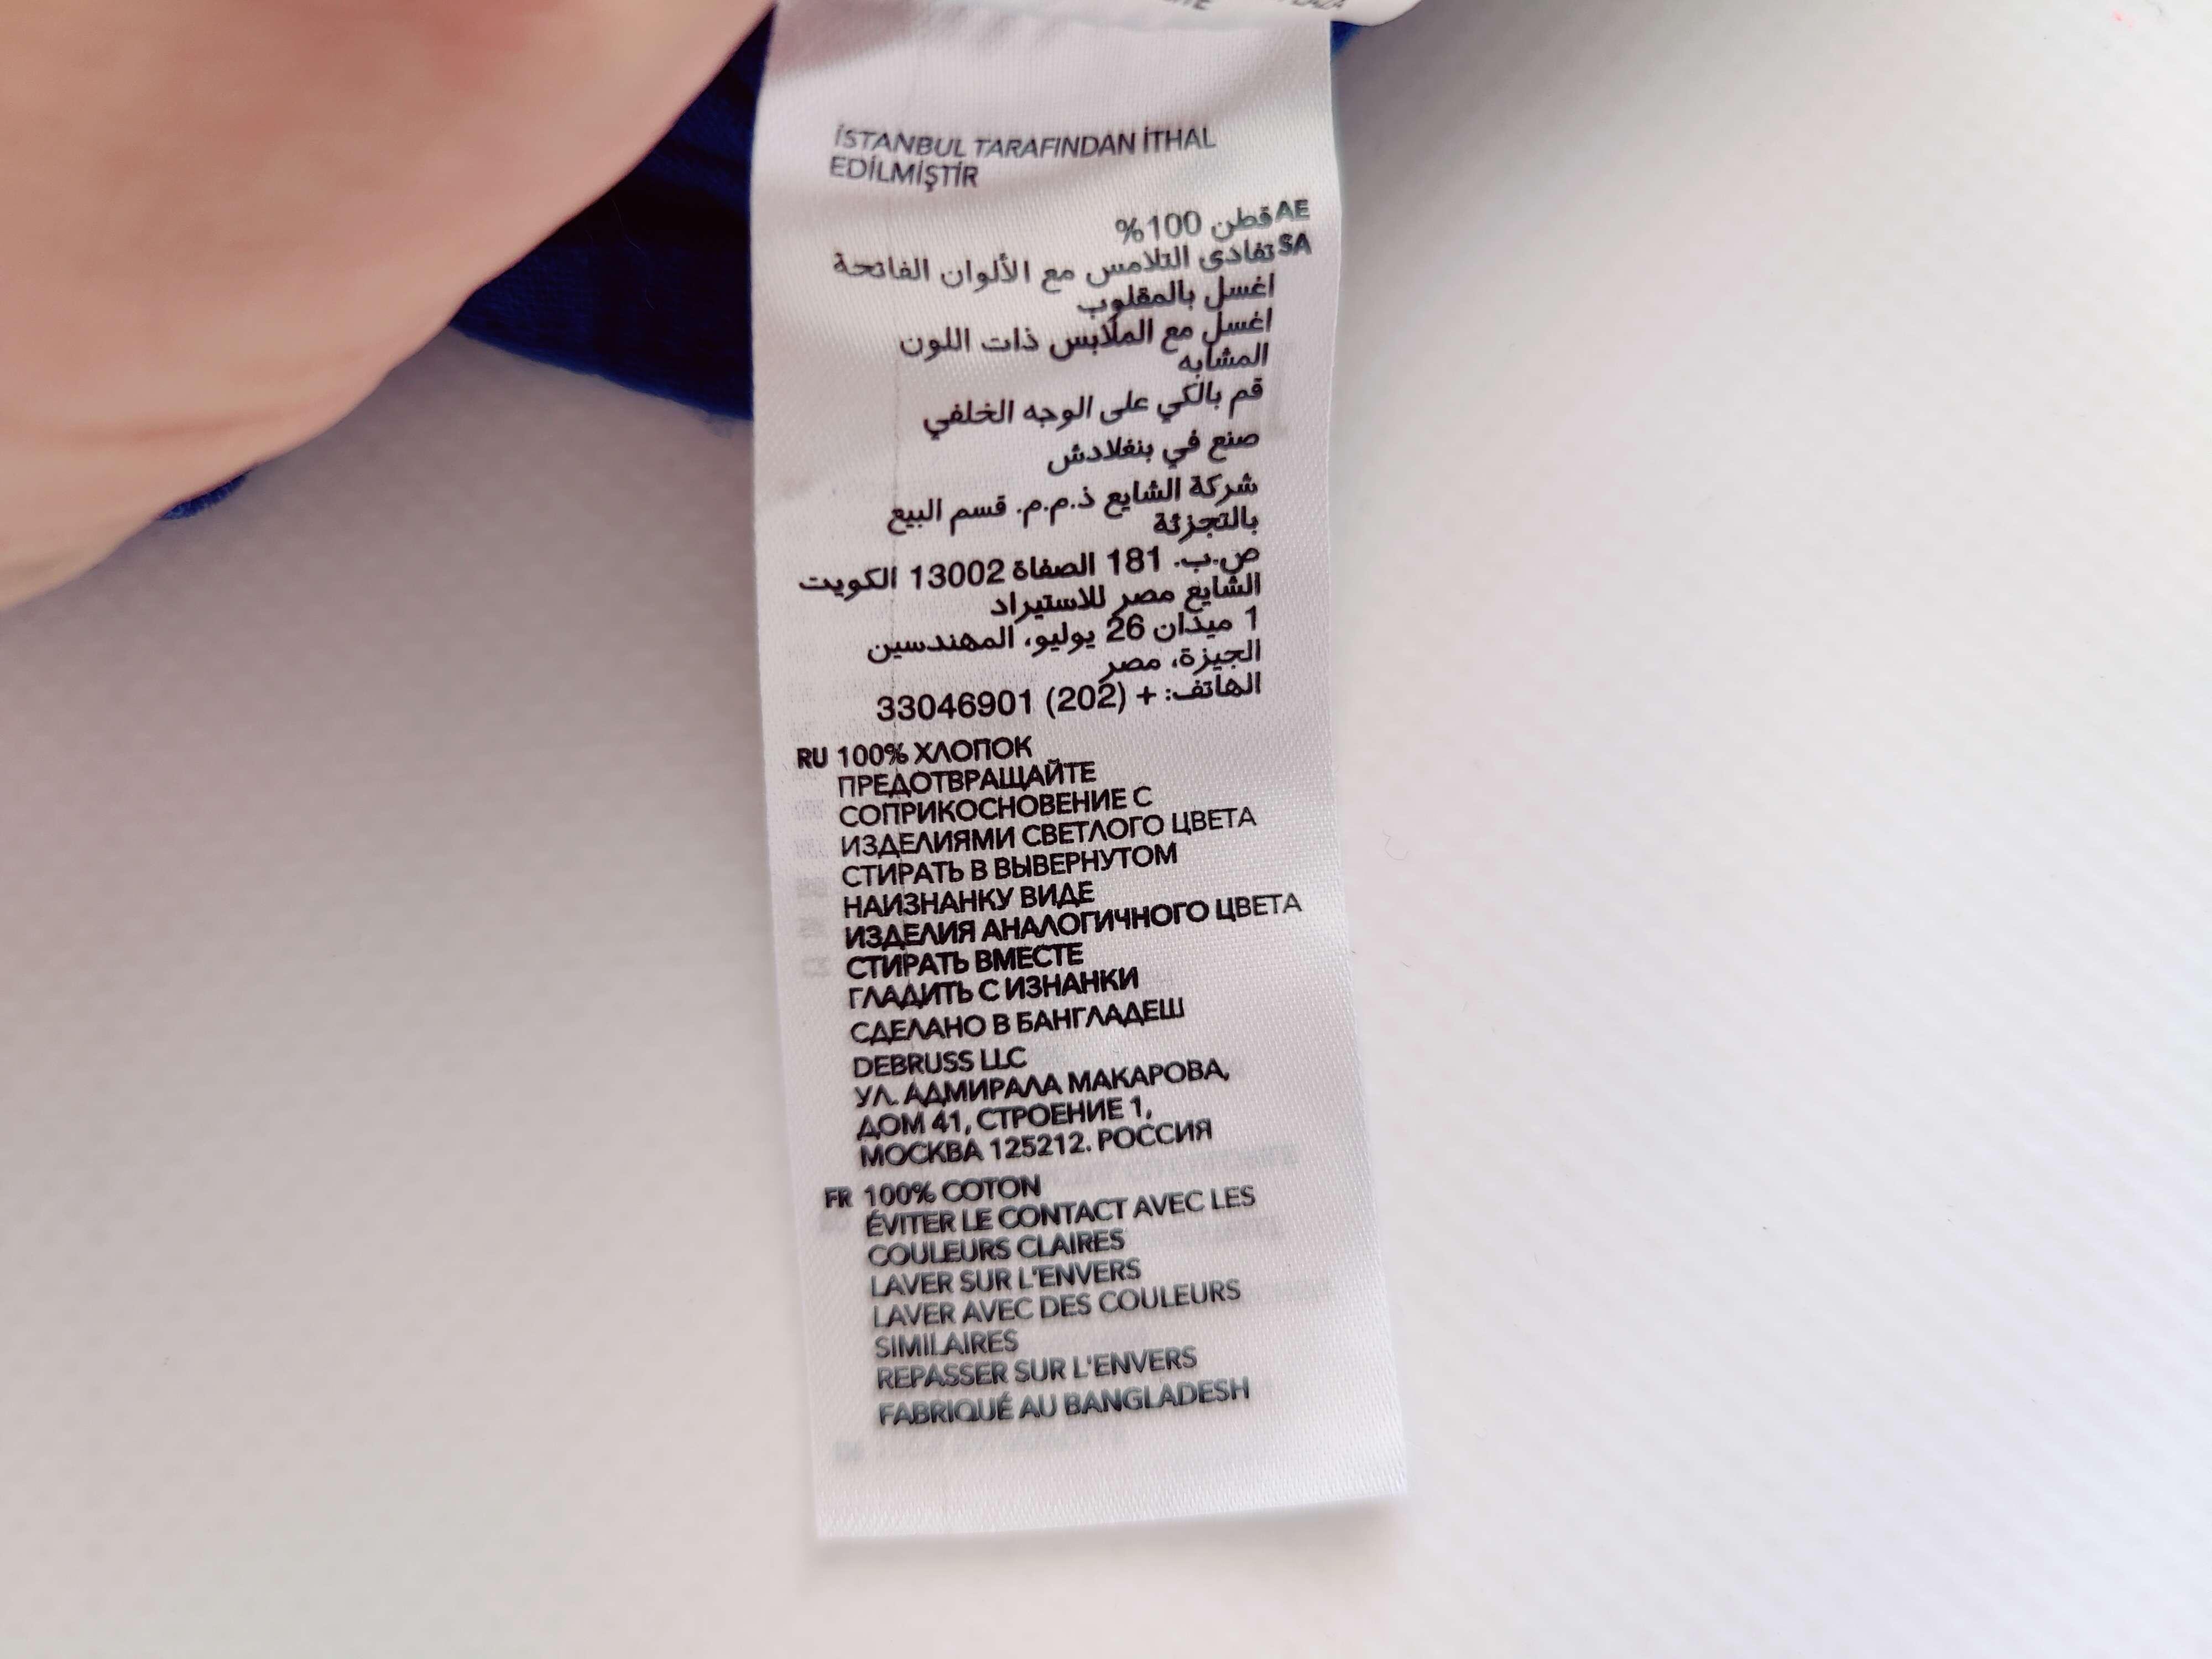 İSTANBUL TARAFINDAN İTHAL
EDİLMİŞTİR
AE قطن 100%
SA تفادى التلامس مع الألوان الفاتحة
اغسل بالمقلوب
اغسل مع الملابس ذات اللون
المشابه
قم بالكي على الوجه الخلفي
صنع في بنغلادش
شركة الشايع ذ.م.م. قسم البيع
بالتجزئة
ص.ب. 181 الصفاة 13002 الكويت
الشايع مصر للاستيراد
1 ميدان 26 يوليو، المهندسين
الجيزة، مصر
الهاتف: + (202) 33046901
RU 100% ХЛОПОК
ПРЕДОТВРАЩАЙТЕ
СОПРИКОСНОВЕНИЕ С
ИЗДЕЛИЯМИ СВЕТЛОГО ЦВЕТА
СТИРАТЬ В ВЫВЕРНУТОМ
НАИЗНАНКУ ВИДЕ
ИЗДЕЛИЯ АНАЛОГИЧНОГО ЦВЕТА
СТИРАТЬ ВМЕСТЕ
ГЛАДИТЬ С ИЗНАНКИ
СДЕЛАНО В БАНГЛАДЕШ
DEBRUSS LLC
УЛ. АДМИРАЛА МАКАРОВА,
ДОМ 41, СТРОЕНИЕ 1,
МОСКВА 125212. РОССИЯ
FR 100% COTON
ÉVITER LE CONTACT AVEC LES
COULEURS CLAIRES
LAVER SUR L'ENVERS
LAVER AVEC DES COULEURS
SIMILAIRES
REPASSER SUR L'ENVERS
FABRIQUÉ AU BANGLADESH